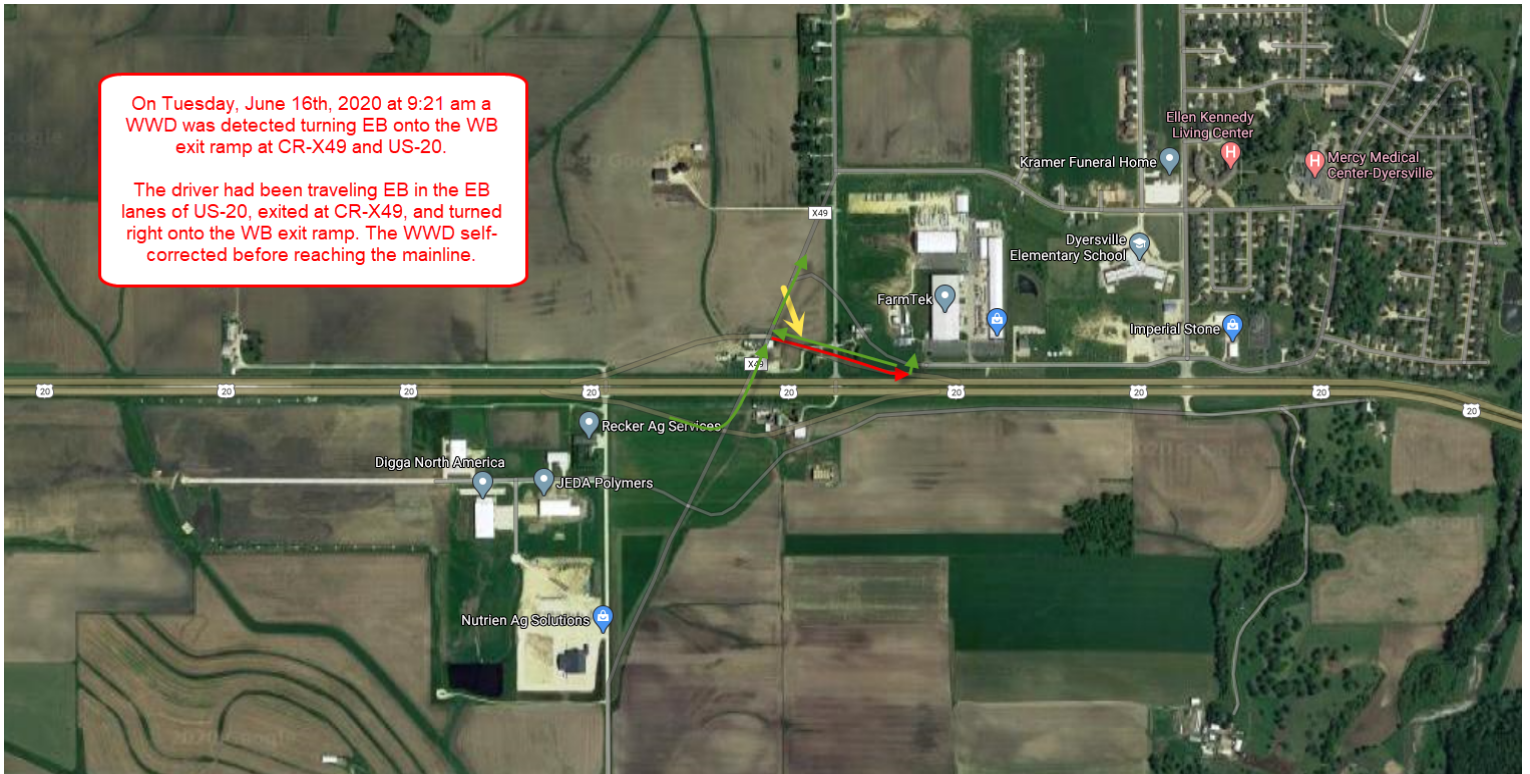 On Tuesday, June 16th, 2020 at 9:21 am a
WWD was detected turning EB onto the WB
exit ramp at CR-X49 and US-20.
The driver had been traveling EB in the EB
lanes of US-20, exited at CR-X49, and turned
right onto the WB exit ramp. The WWD self-
corrected before reaching the mainline.
Ellen Kennedy
Living Center
Kramer Funeral Home
Mercy Medical
Center-Dyersville
X49
Dyersville
Elementary School
FarmTek
Imperial Stone
X49
20
20
20
20
20
20
20
20
20
Recker Ag Services
Digga North America
JEDA Polymers
Nutrien Ag Solutions